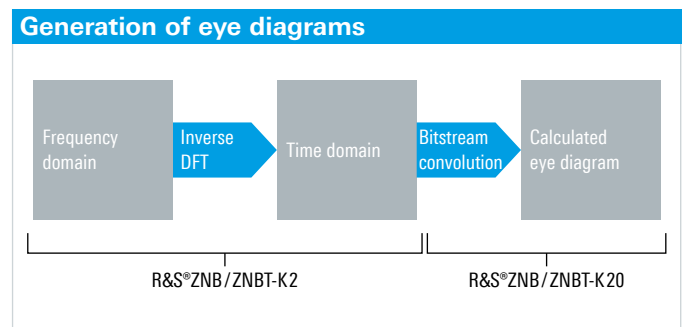 Generation of eye diagrams
Frequency
domain
Inverse
DFT
Time domain
Bitstream
convolution
Calculated
eye diagram
R&S®ZNB/ZNBT-K2
R&S®ZNB/ZNBT-K20